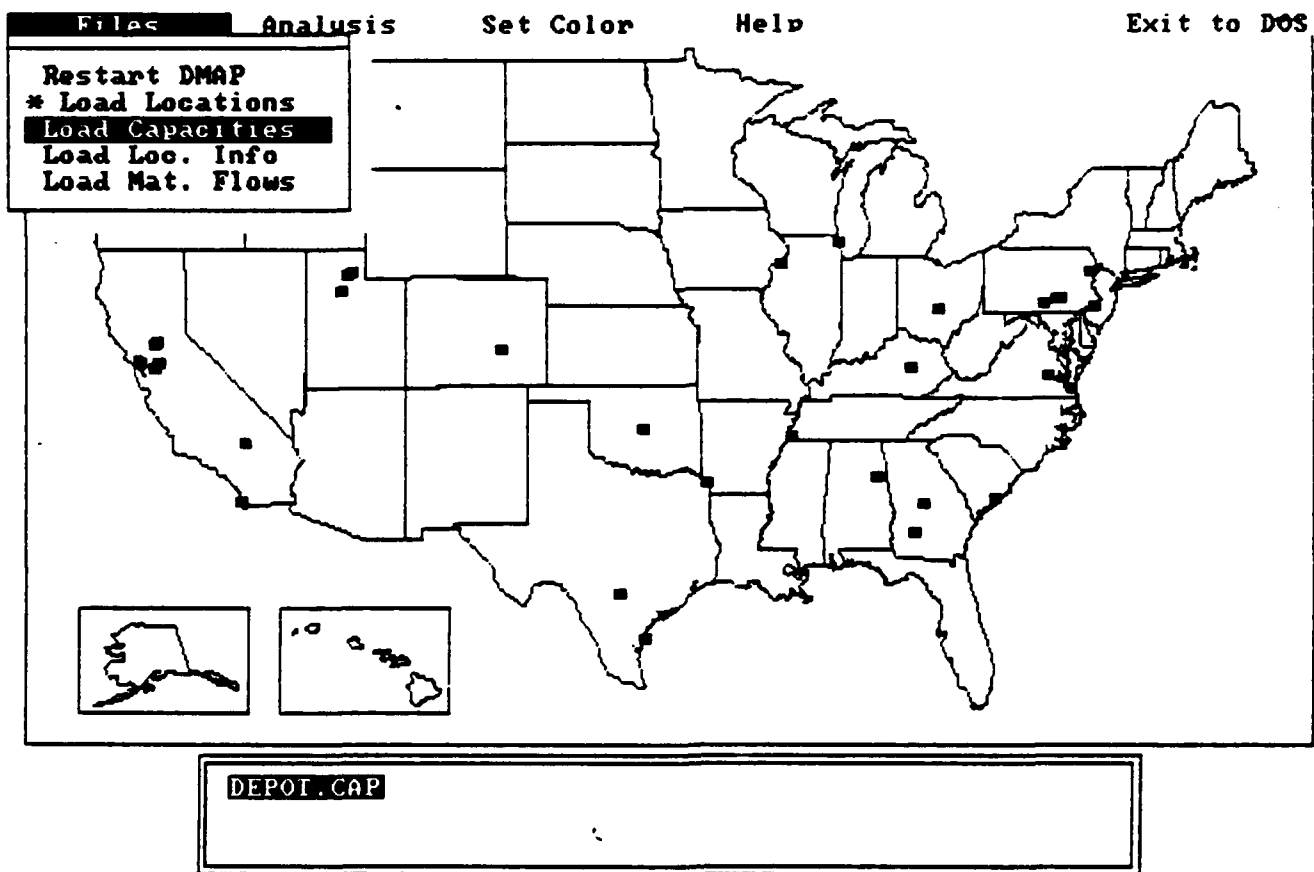 Files Analysis Set Color Help Exit to DOS
Restart DMAP
* Load Locations
Load Capacities
Load Loc. Info
Load Mat. Flows
DEPOT.CAP